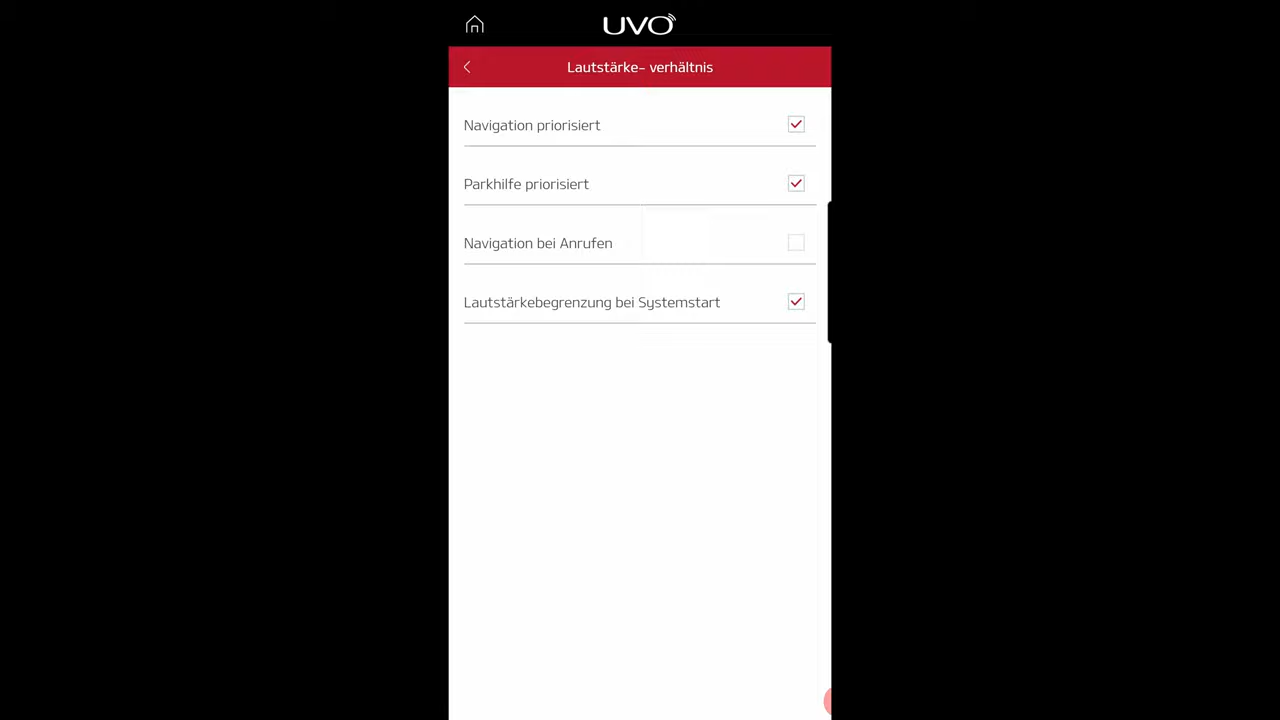 UVO
Lautstärke- verhältnis
Navigation priorisiert
Parkhilfe priorisiert
Navigation bei Anrufen
Lautstärkebegrenzung bei Systemstart